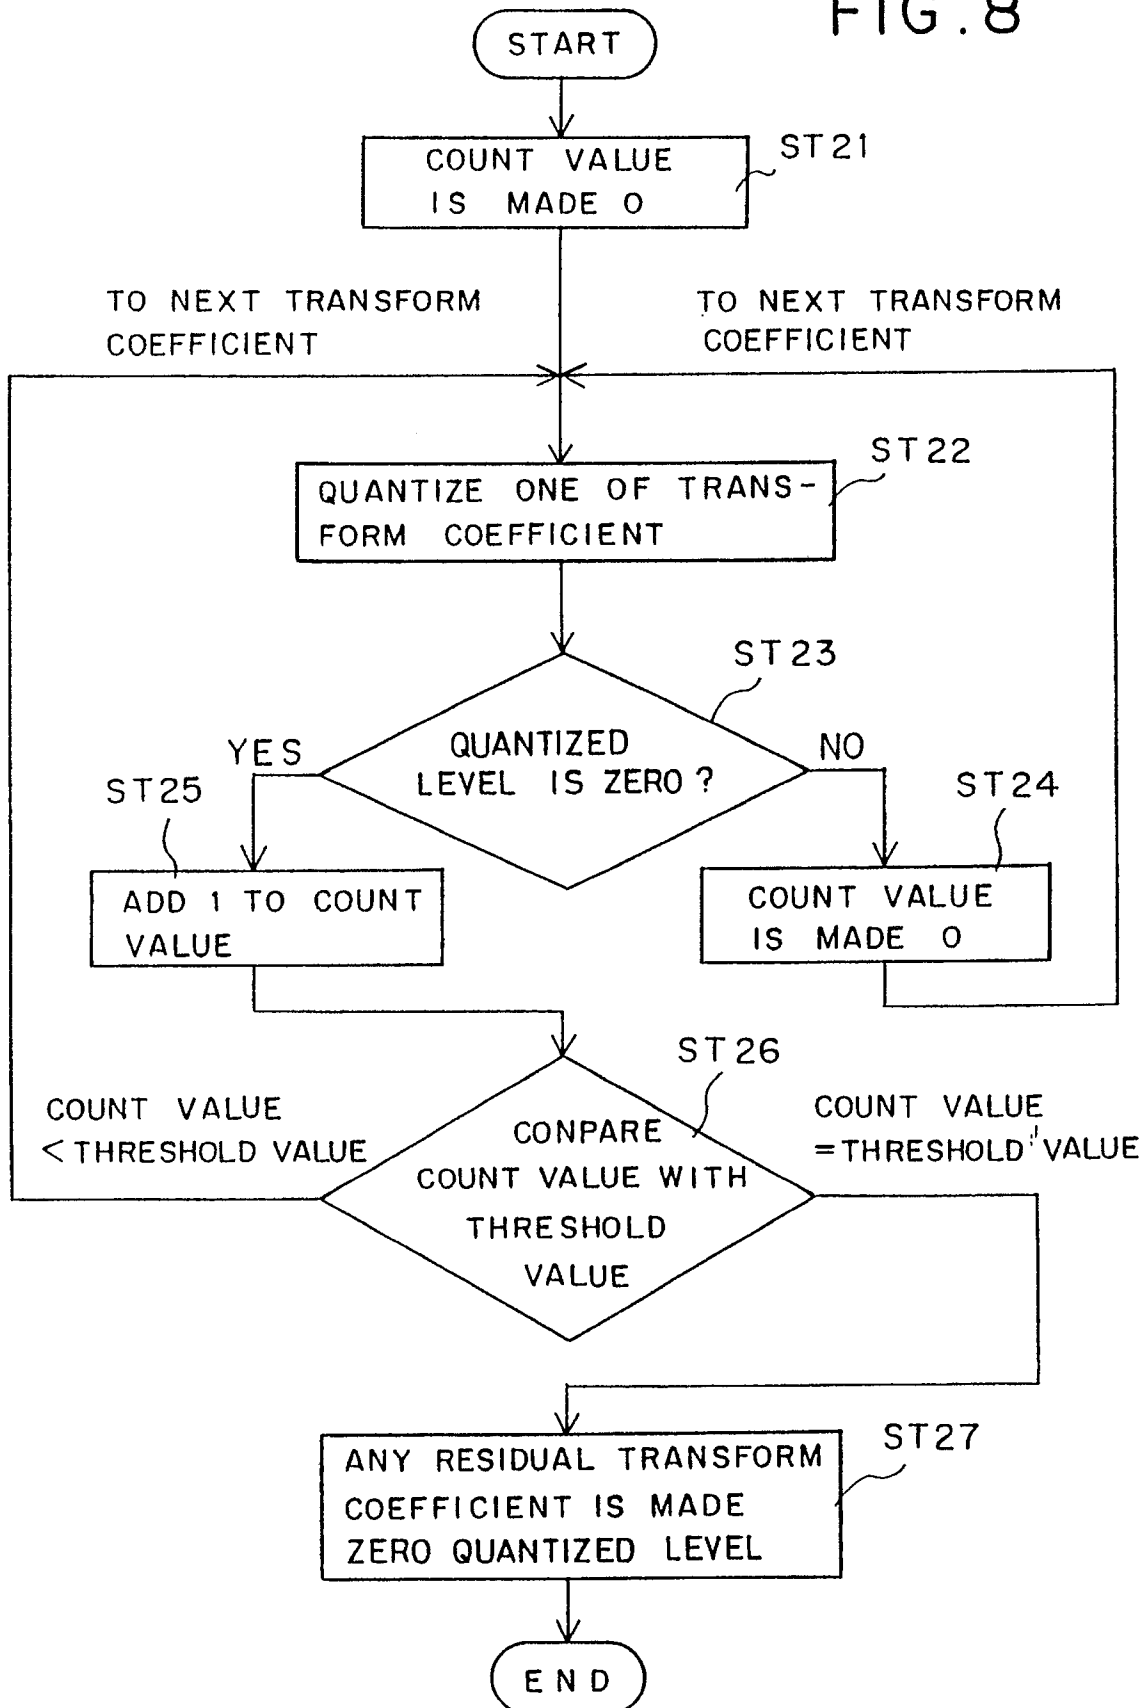 FIG. 8
START
ST21
COUNT VALUE
IS MADE 0
TO NEXT TRANSFORM
COEFFICIENT
TO NEXT TRANSFORM
COEFFICIENT
ST22
QUANTIZE ONE OF TRANS-
FORM COEFFICIENT
ST23
QUANTIZED
LEVEL IS ZERO?
YES
NO
ST25
ST24
ADD 1 TO COUNT
VALUE
COUNT VALUE
IS MADE 0
ST26
COUNT VALUE
< THRESHOLD VALUE
CONPARE
COUNT VALUE WITH
THRESHOLD
VALUE
COUNT VALUE
= THRESHOLD VALUE
ST27
ANY RESIDUAL TRANSFORM
COEFFICIENT IS MADE
ZERO QUANTIZED LEVEL
END